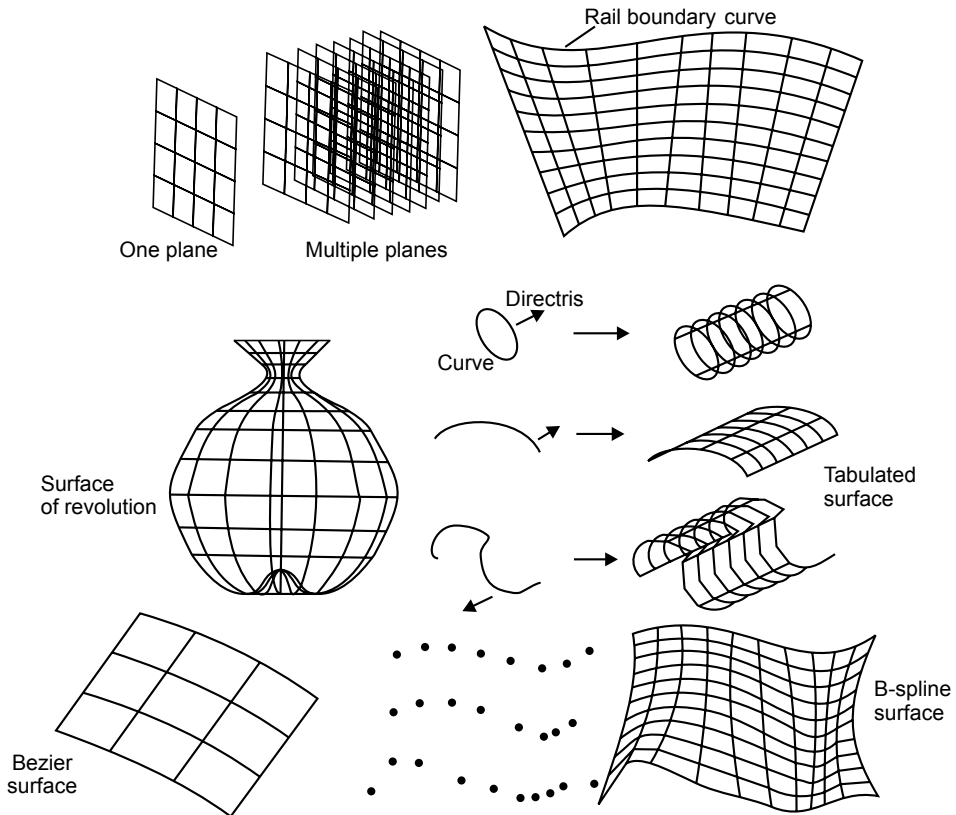 Rail boundary curve
One plane
Multiple planes
Directris
Curve
Surface
of revolution
Tabulated
surface
B-spline
surface
Bezier
surface